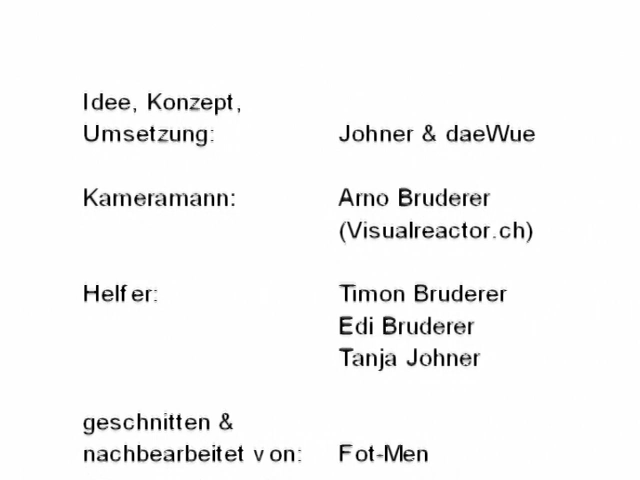 Idee, Konzept,
Umsetzung: Johner & daeWue
Kameramann: Arno Bruderer
(Visualreactor.ch)
Helfer: Timon Bruderer
Edi Bruderer
Tanja Johner
geschnitten &
nachbearbeitet von: Fot-Men